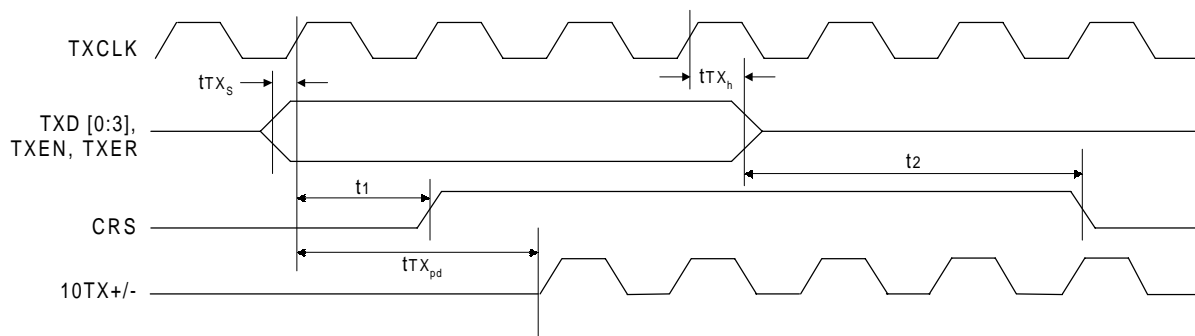 TXCLK
tTXs
tTXh
TXD [0:3],
TXEN, TXER
t2
t1
CRS
tTXpd
10TX+/-